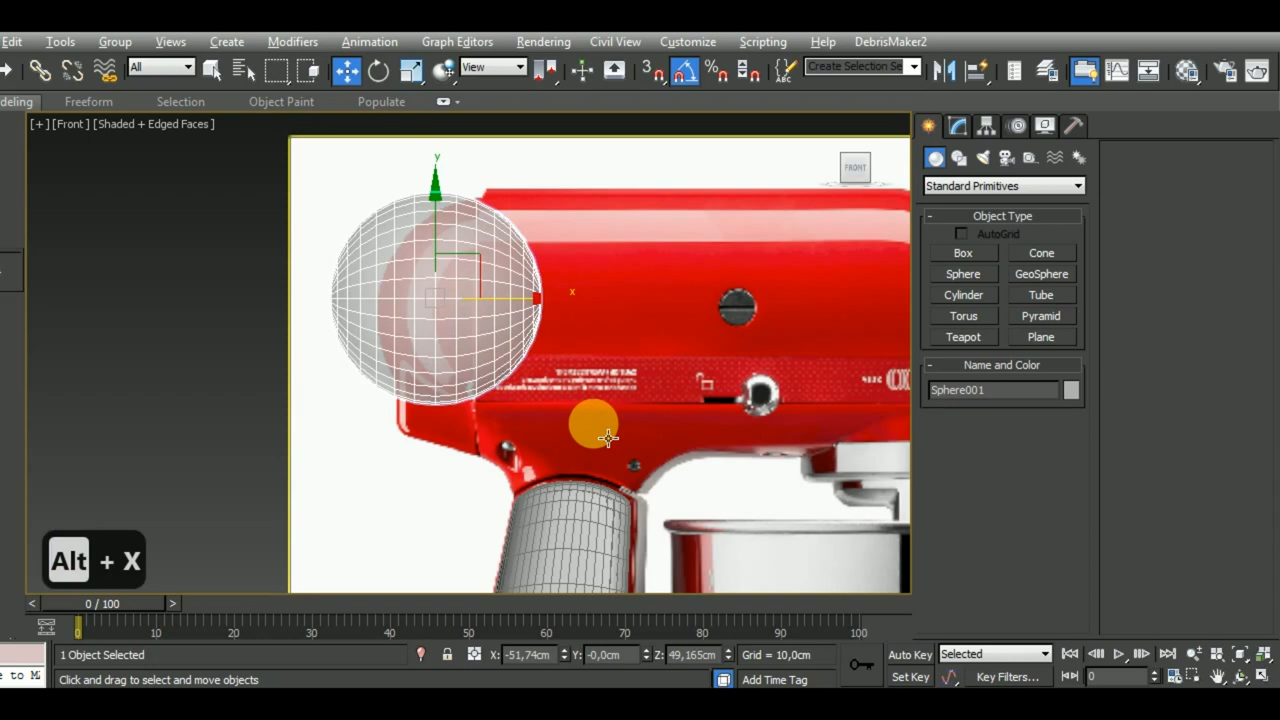 Edit Tools Group Views Create Modifiers Animation Graph Editors Rendering Civil View Customize Scripting Help DebrisMaker2
All View 3 % ABC Create Selection Se
deling Freeform Selection Object Paint Populate
[+] [Front ] [Shaded + Edged Faces ]
y
FRONT
x
Standard Primitives
- Object Type
AutoGrid
Box Cone
Sphere GeoSphere
Cylinder Tube
Torus Pyramid
Teapot Plane
- Name and Color
Sphere001
Alt + X
< 0 / 100 >
0 10 20 30 40 50 60 70 80 90 100
1 Object Selected X: -51,74cm Y: -0,0cm Z: 49,165cm Grid = 10,0cm Auto Key Selected
e to Mi Click and drag to select and move objects Add Time Tag Set Key Key Filters... 0